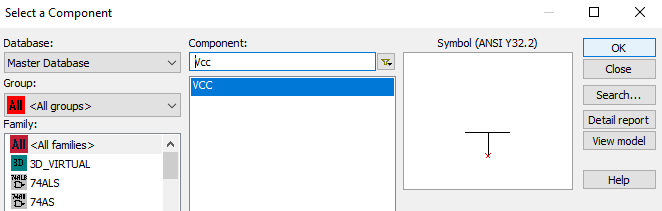 Select a Component
Database:
Master Database
Group:
All <All groups>
Family:
All <All families>
3D 3D_VIRTUAL
74ALS
74AS
Component:
Vcc
VCC
Symbol (ANSI Y32.2)
OK
Close
Search...
Detail report
View model
Help